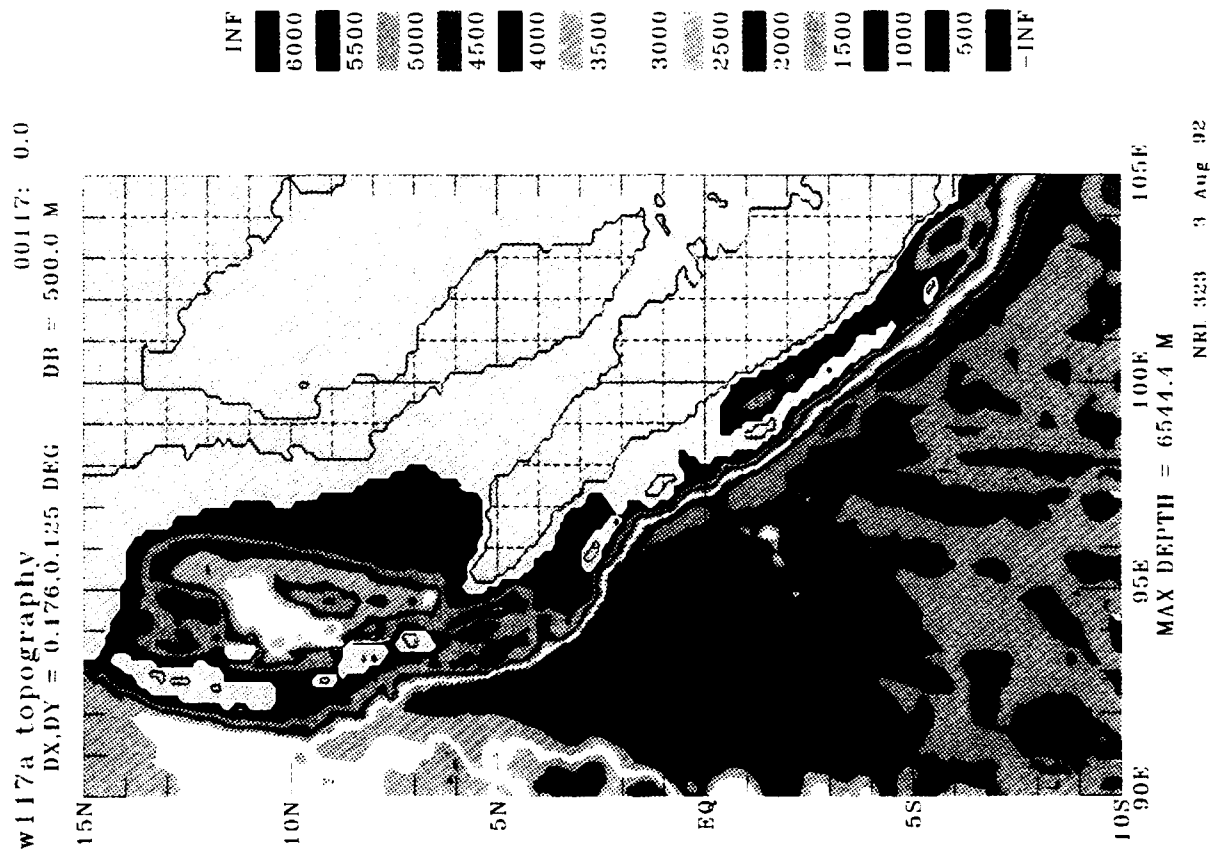 w117a topography 00117: 0.0
DX,DY = 0.176,0.125 DEG DB = 500.0 M
15N
10N
5N
EQ
5S
10S
90E
95E
100E
105E
MAX DEPTH = 6544.4 M
NRL 323 3 Aug 92
INF
6000
5500
5000
4500
4000
3500
3000
2500
2000
1500
1000
500
-INF